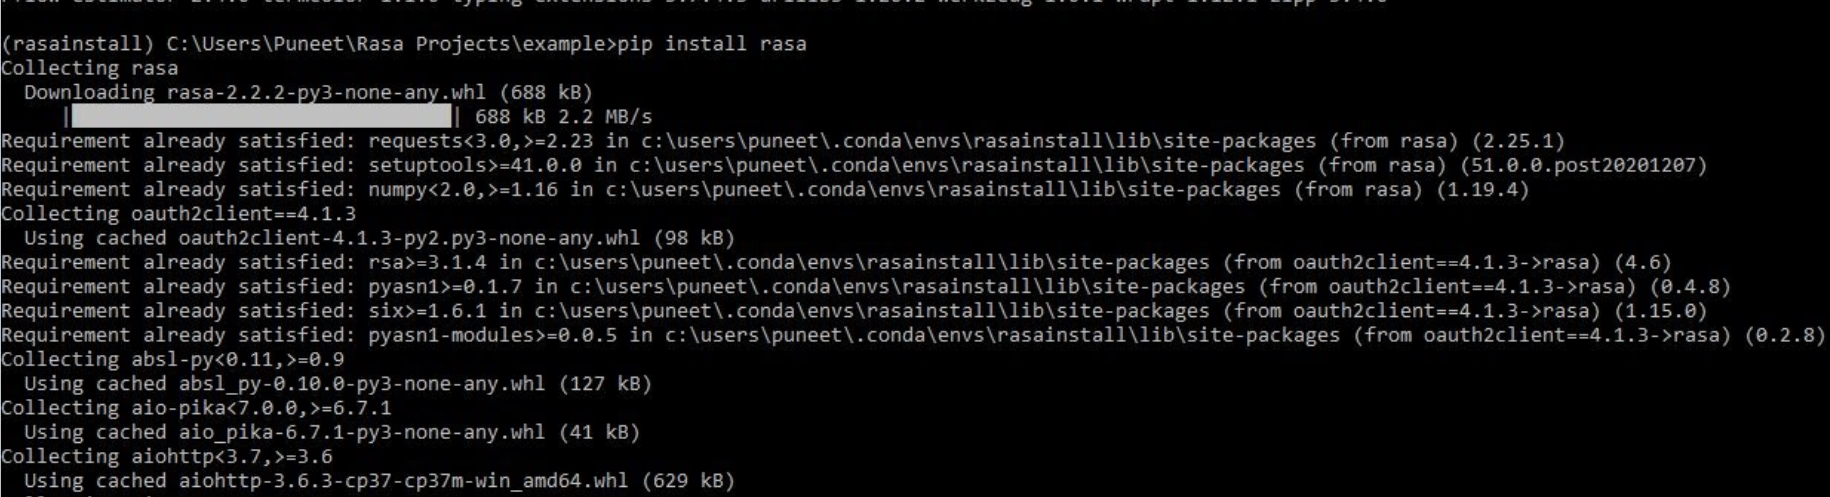 (rasainstall) C:\Users\Puneet\Rasa Projects\example>pip install rasa
Collecting rasa
  Downloading rasa-2.2.2-py3-none-any.whl (688 kB)
     |████████████████████████████████| 688 kB 2.2 MB/s
Requirement already satisfied: requests<3.0,>=2.23 in c:\users\puneet\.conda\envs\rasainstall\lib\site-packages (from rasa) (2.25.1)
Requirement already satisfied: setuptools>=41.0.0 in c:\users\puneet\.conda\envs\rasainstall\lib\site-packages (from rasa) (51.0.0.post20201207)
Requirement already satisfied: numpy<2.0,>=1.16 in c:\users\puneet\.conda\envs\rasainstall\lib\site-packages (from rasa) (1.19.4)
Collecting oauth2client==4.1.3
  Using cached oauth2client-4.1.3-py2.py3-none-any.whl (98 kB)
Requirement already satisfied: rsa>=3.1.4 in c:\users\puneet\.conda\envs\rasainstall\lib\site-packages (from oauth2client==4.1.3->rasa) (4.6)
Requirement already satisfied: pyasn1>=0.1.7 in c:\users\puneet\.conda\envs\rasainstall\lib\site-packages (from oauth2client==4.1.3->rasa) (0.4.8)
Requirement already satisfied: six>=1.6.1 in c:\users\puneet\.conda\envs\rasainstall\lib\site-packages (from oauth2client==4.1.3->rasa) (1.15.0)
Requirement already satisfied: pyasn1-modules>=0.0.5 in c:\users\puneet\.conda\envs\rasainstall\lib\site-packages (from oauth2client==4.1.3->rasa) (0.2.8)
Collecting absl-py<0.11,>=0.9
  Using cached absl_py-0.10.0-py3-none-any.whl (127 kB)
Collecting aio-pika<7.0.0,>=6.7.1
  Using cached aio_pika-6.7.1-py3-none-any.whl (41 kB)
Collecting aiohttp<3.7,>=3.6
  Using cached aiohttp-3.6.3-cp37-cp37m-win_amd64.whl (629 kB)